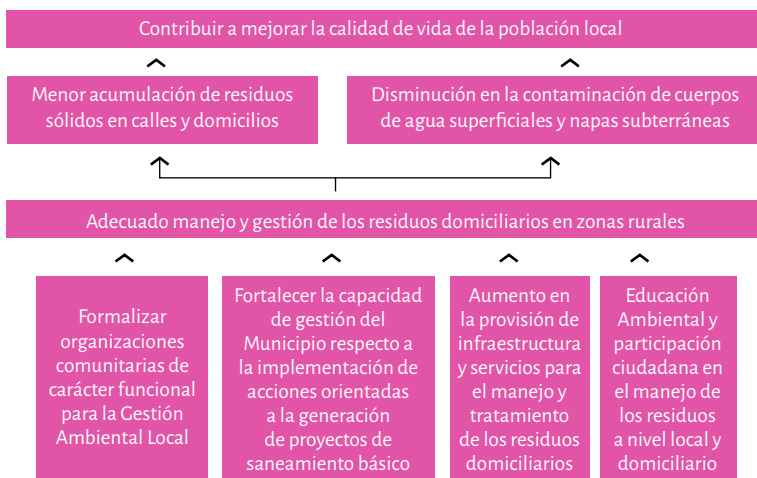 Contribuir a mejorar la calidad de vida de la población local
Menor acumulación de residuos
sólidos en calles y domicilios
Disminución en la contaminación de cuerpos
de agua superficiales y napas subterráneas
Adecuado manejo y gestión de los residuos domiciliarios en zonas rurales
Formalizar
organizaciones
comunitarias de
carácter funcional
para la Gestión
Ambiental Local
Fortalecer la capacidad
de gestión del
Municipio respecto a
la implementación de
acciones orientadas
a la generación
de proyectos de
saneamiento básico
Aumento en
la provisión de
infraestructura
y servicios para
el manejo y
tratamiento
de los residuos
domiciliarios
Educación
Ambiental y
participación
ciudadana en
el manejo de
los residuos
a nivel local y
domiciliario